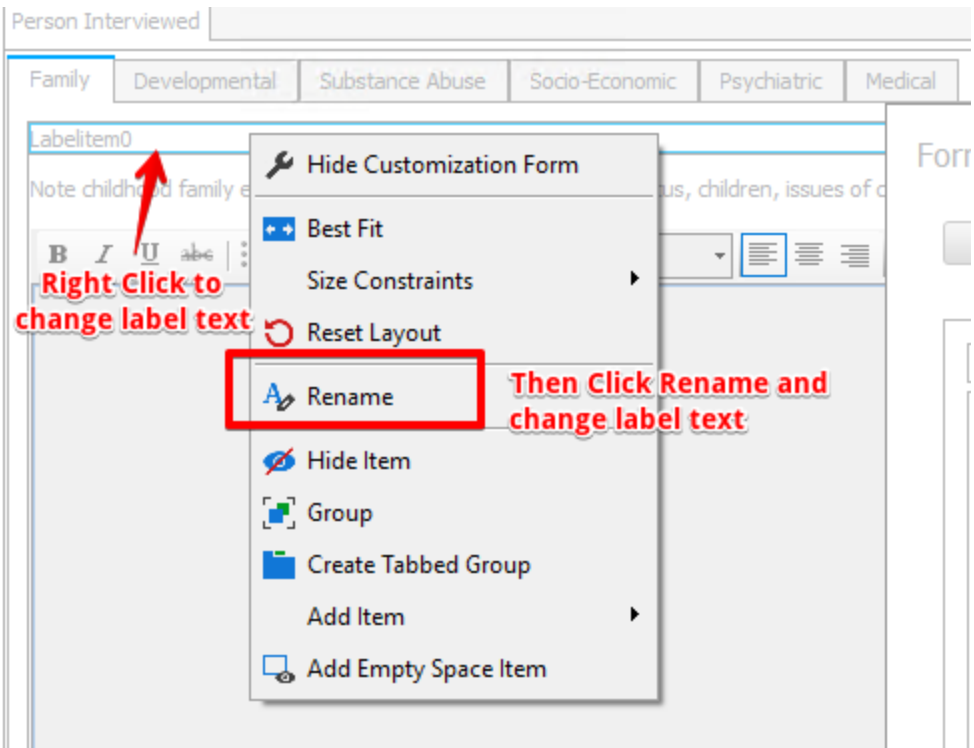 Person Interviewed
Family Developmental Substance Abuse Socio-Economic Psychiatric Medical
Labelitem0
Note childhood family
children, issues of
B I U abc
Right Click to
change label text
Hide Customization Form
Best Fit
Size Constraints
Reset Layout
Rename
Then Click Rename and
change label text
Hide Item
Group
Create Tabbed Group
Add Item
Add Empty Space Item